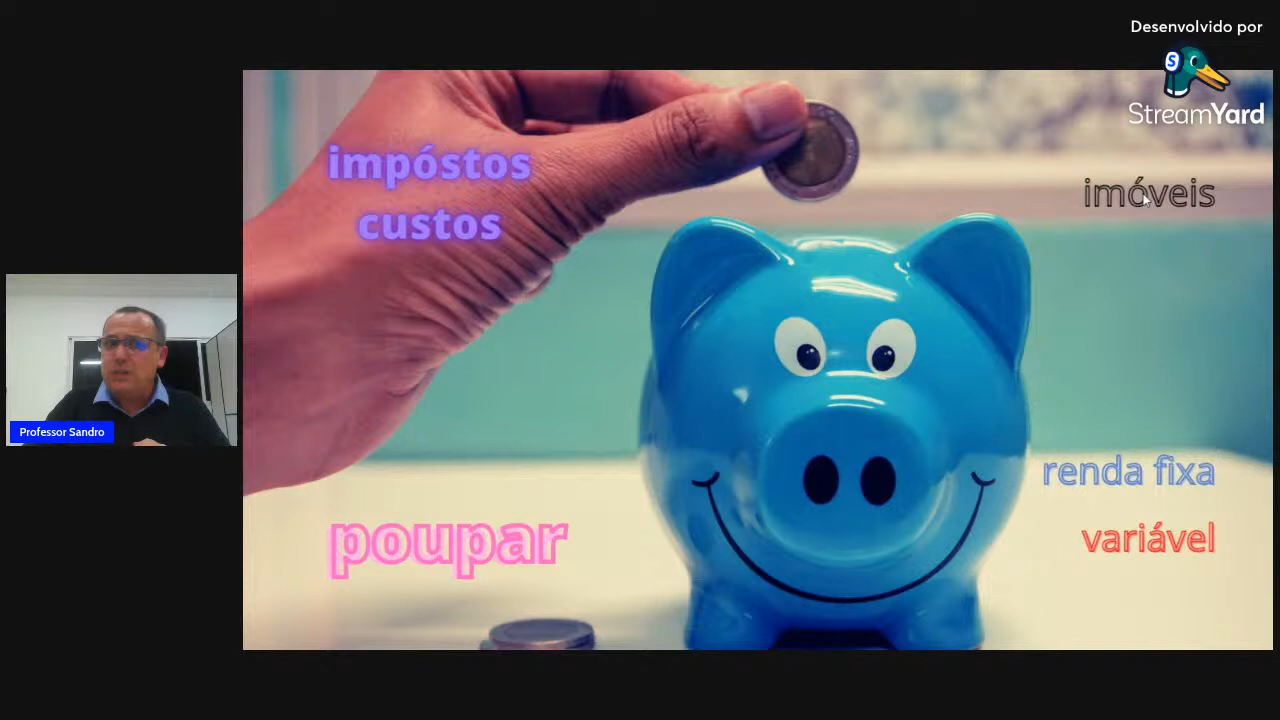 Desenvolvido por
StreamYard
impóstos
custos
imóveis
Professor Sandro
renda fixa
variável
poupar